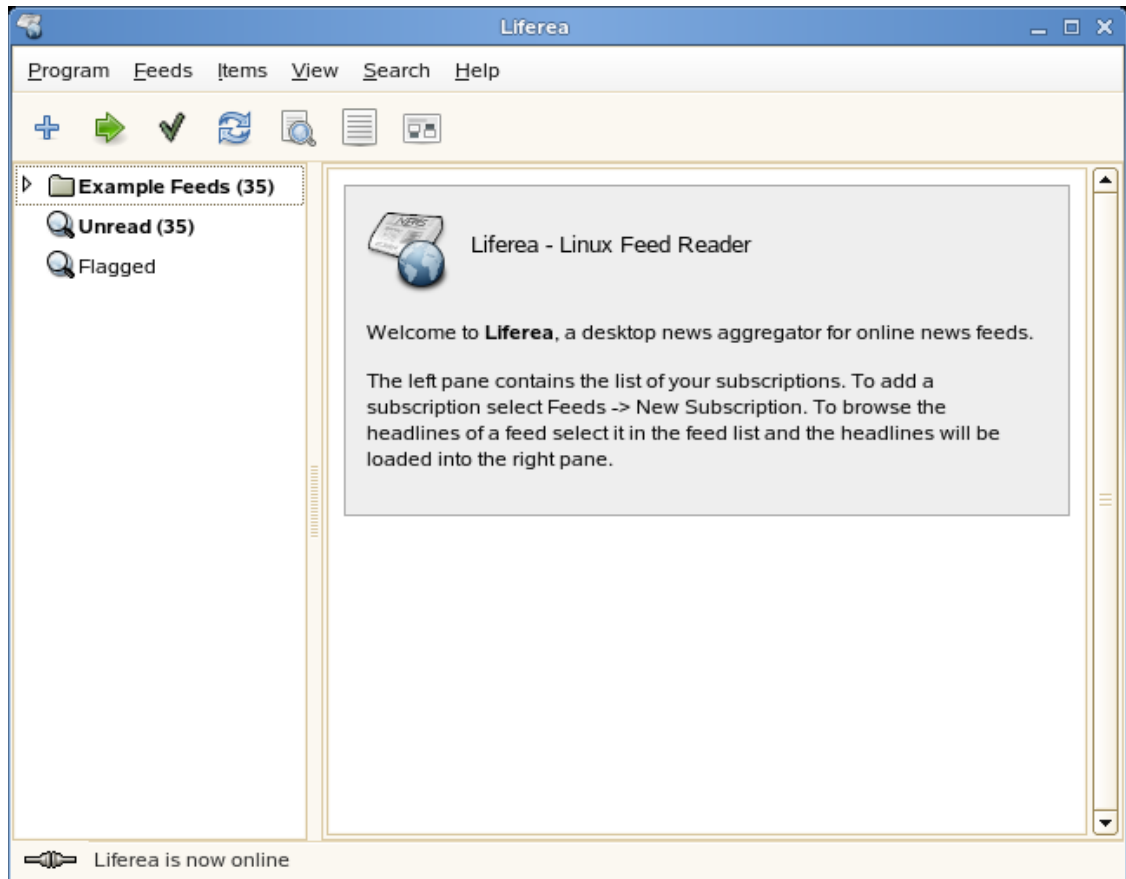 Liferea
Program Feeds Items View Search Help
Example Feeds (35)
Unread (35)
Flagged
NEWS
Liferea - Linux Feed Reader
Welcome to Liferea, a desktop news aggregator for online news feeds.
The left pane contains the list of your subscriptions. To add a
subscription select Feeds -> New Subscription. To browse the
headlines of a feed select it in the feed list and the headlines will be
loaded into the right pane.
Liferea is now online